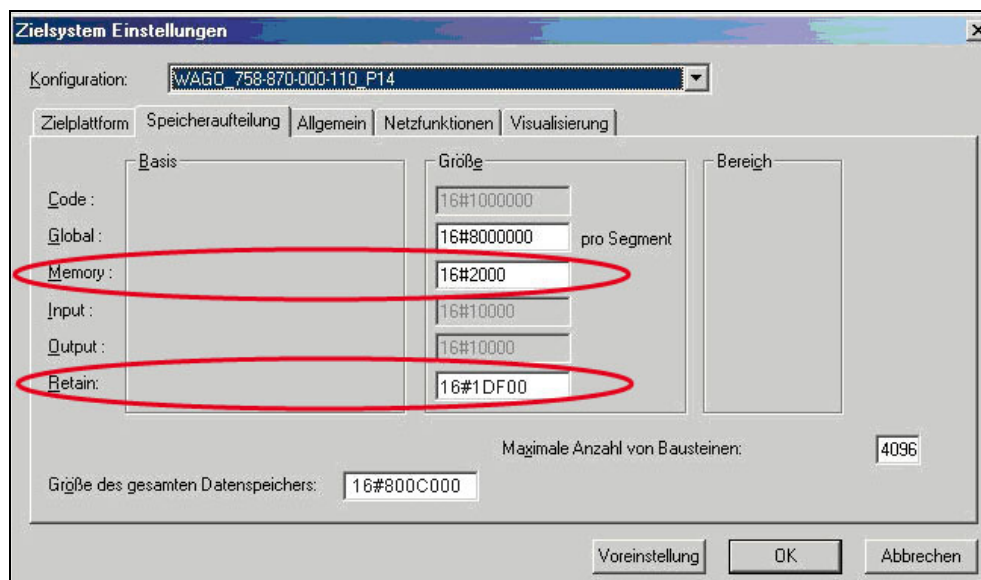 Zielsystem Einstellungen
Konfiguration: WAGO_758-870-000-110_P14
Zielplattform Speicheraufteilung Allgemein Netzfunktionen Visualisierung
Basis Größe Bereich
Code : 16#1000000
Global : 16#8000000 pro Segment
Memory : 16#2000
Input : 16#10000
Output : 16#10000
Retain: 16#1DF00
Maximale Anzahl von Bausteinen: 4096
Größe des gesamten Datenspeichers: 16#800C000
Voreinstellung OK Abbrechen